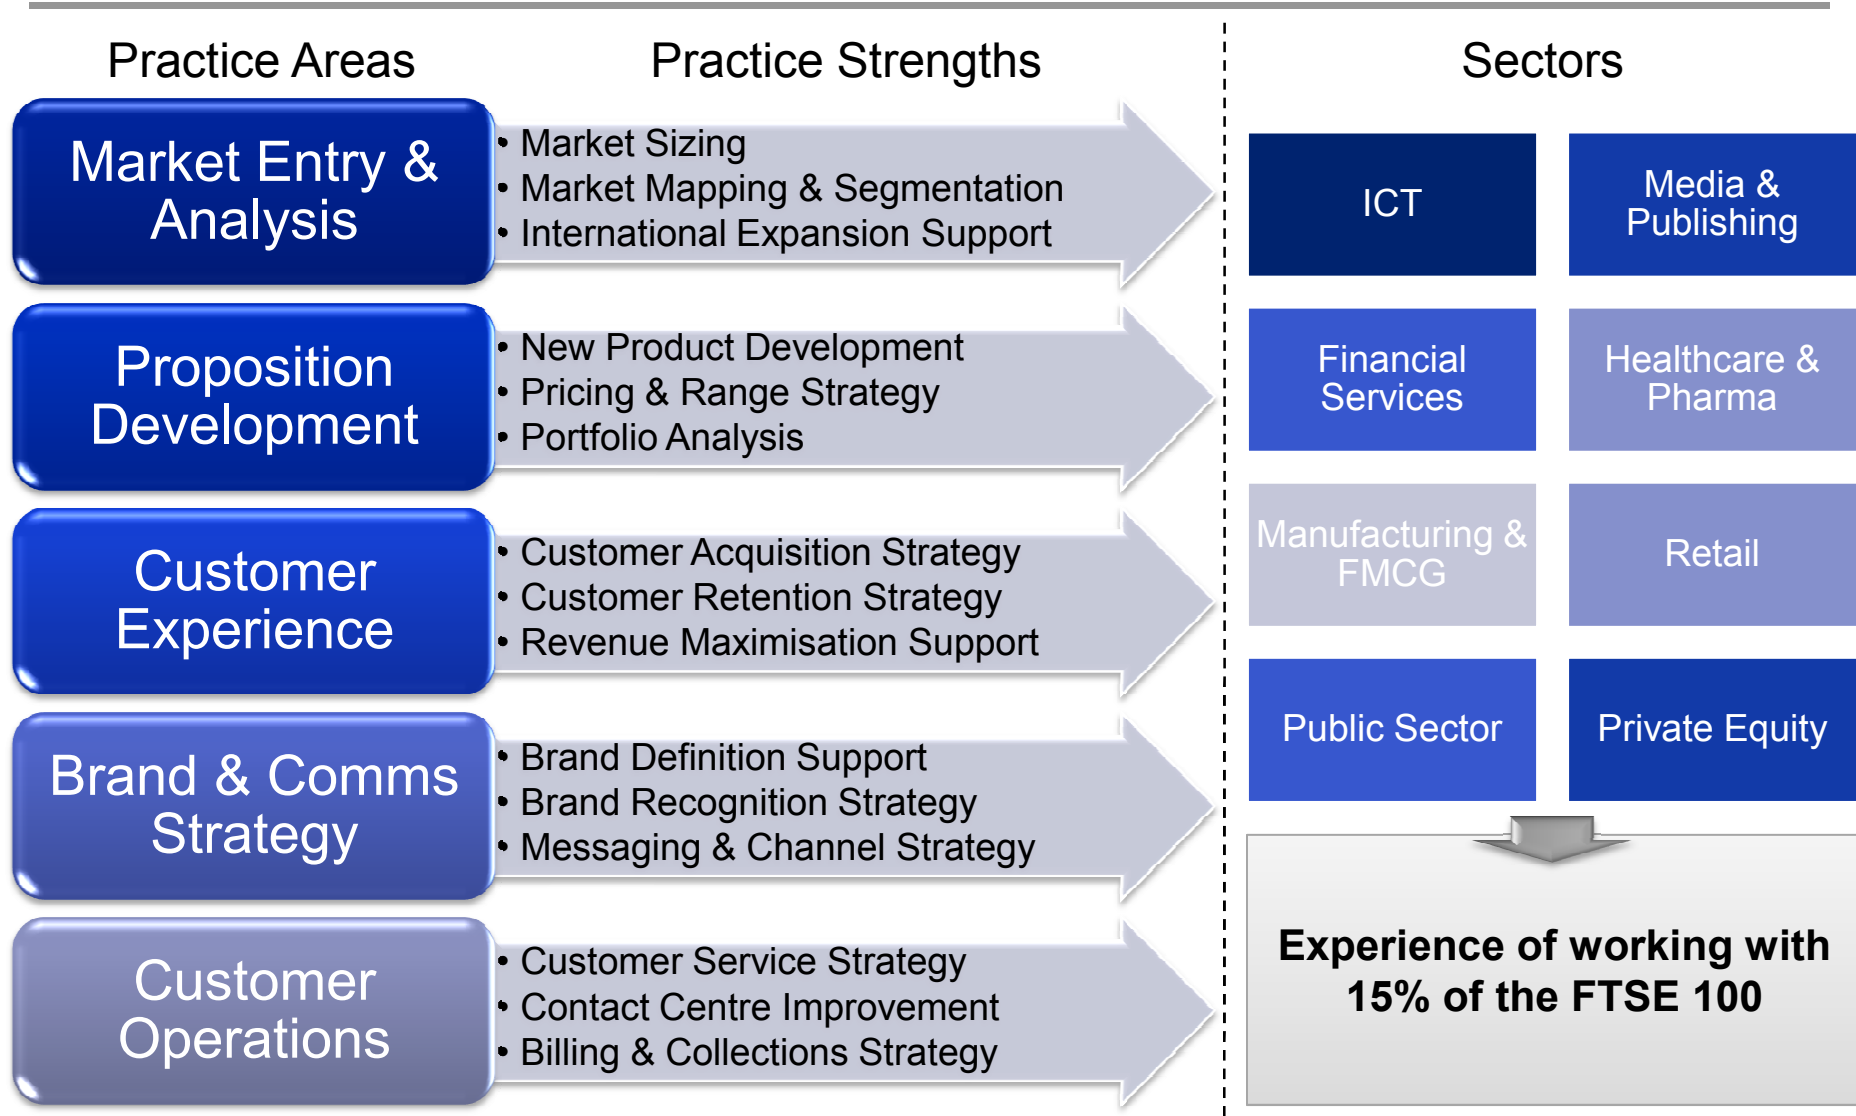 Practice Areas
Practice Strengths
Sectors
Market Entry &
Analysis
• Market Sizing
• Market Mapping & Segmentation
• International Expansion Support
Proposition
Development
• New Product Development
• Pricing & Range Strategy
• Portfolio Analysis
Customer
Experience
• Customer Acquisition Strategy
• Customer Retention Strategy
• Revenue Maximisation Support
Brand & Comms
Strategy
• Brand Definition Support
• Brand Recognition Strategy
• Messaging & Channel Strategy
Customer
Operations
• Customer Service Strategy
• Contact Centre Improvement
• Billing & Collections Strategy
ICT
Media &
Publishing
Financial
Services
Healthcare &
Pharma
Manufacturing &
FMCG
Retail
Public Sector
Private Equity
Experience of working with
15% of the FTSE 100